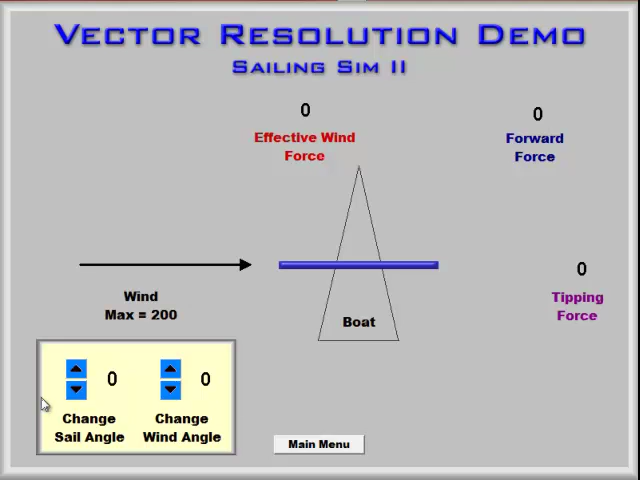 Vector Resolution Demo
Sailing Sim II
0
Effective Wind
Force
0
Forward
Force
0
Tipping
Force
Wind
Max = 200
Boat
0
Change
Sail Angle
0
Change
Wind Angle
Main Menu